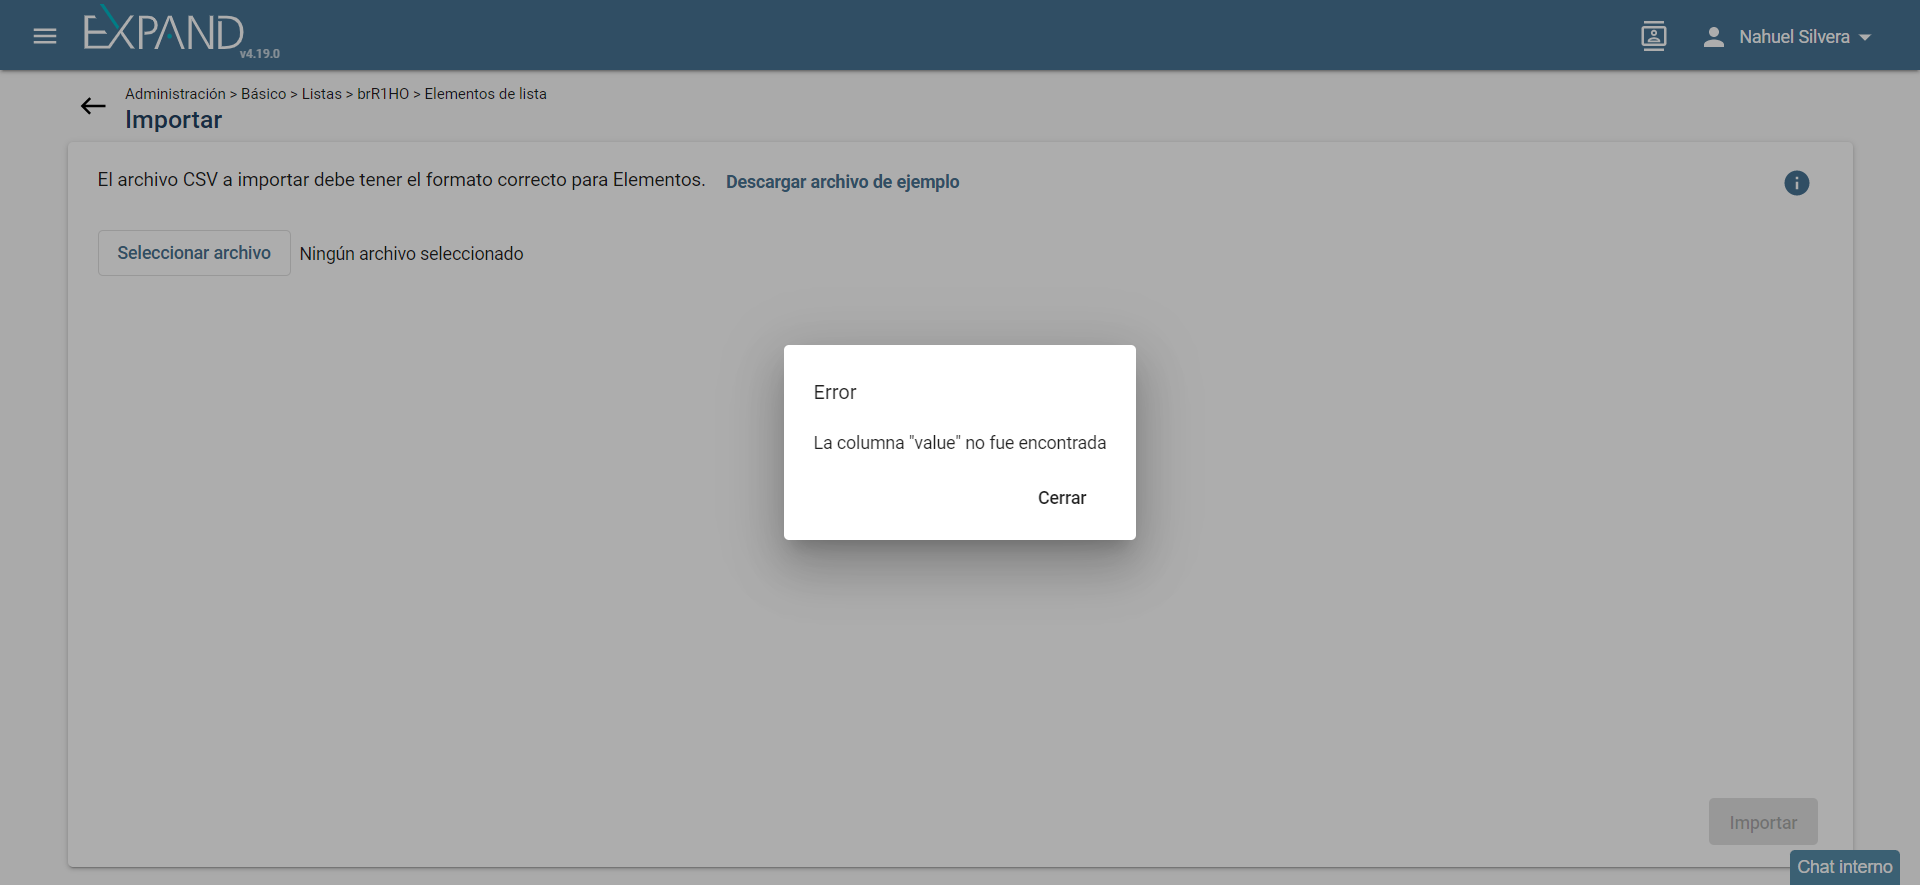 EXPAND
v4.19.0
Nahuel Silvera
Administración > Básico > Listas > brR1HO > Elementos de lista
Importar
El archivo CSV a importar debe tener el formato correcto para Elementos. Descargar archivo de ejemplo
Seleccionar archivo Ningún archivo seleccionado
Error
La columna "value" no fue encontrada
Cerrar
Importar
Chat interno